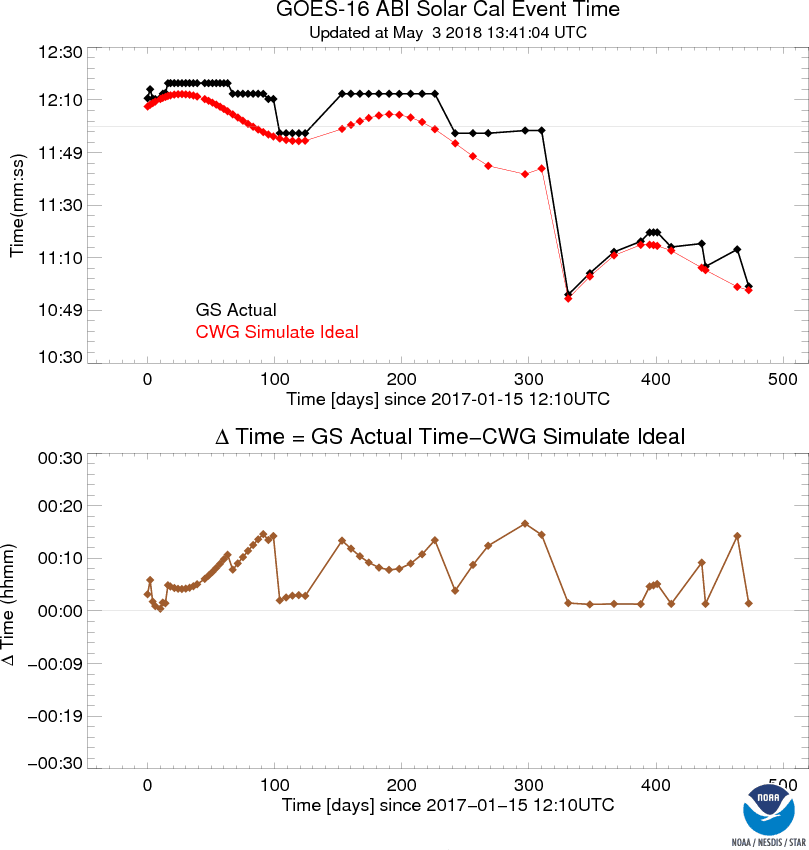 GOES-16 ABI Solar Cal Event Time
Updated at May  3 2018 13:41:04 UTC
12:30
12:10
11:49
11:30
11:10
10:49
10:30
Time(mm:ss)
GS Actual
CWG Simulate Ideal
0 100 200 300 400 500
Time [days] since 2017-01-15 12:10UTC
Δ Time = GS Actual Time−CWG Simulate Ideal
00:30
00:20
00:10
00:00
−00:09
−00:19
−00:30
Δ Time (hhmm)
0 100 200 300 400 500
Time [days] since 2017−01−15 12:10UTC
NOAA
NOAA / NESDIS / STAR